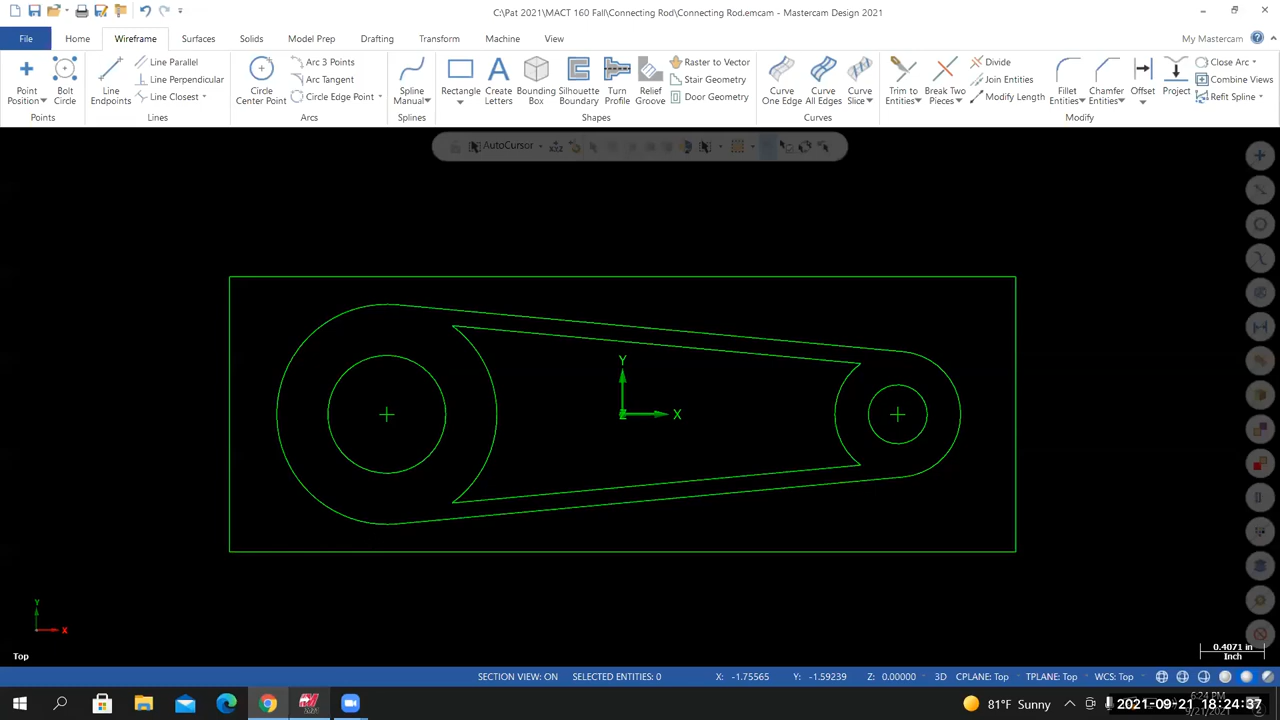 C:\Pat 2021\MACT 160 Fall\Connecting Rod\Connecting Rod.emcam - Mastercam Design 2021
File Home Wireframe Surfaces Solids Model Prep Drafting Transform Machine View My Mastercam
Point Position
Bolt Circle
Points
Line Endpoints
Line Parallel
Line Perpendicular
Line Closest
Lines
Circle Center Point
Arc 3 Points
Arc Tangent
Circle Edge Point
Arcs
Spline Manual
Splines
Rectangle
Create Letters
Bounding Box
Silhouette Boundary
Turn Profile
Relief Groove
Raster to Vector
Stair Geometry
Door Geometry
Shapes
Curve One Edge
Curve All Edges
Curve Slice
Curves
Trim to Entities
Break Two Pieces
Divide
Join Entities
Modify Length
Fillet Entities
Chamfer Entities
Offset
Project
Close Arc
Combine Views
Refit Spline
Modify
AutoCursor
XYZ
Y
Z
X
Y
X
Top
0.4071 in
Inch
SECTION VIEW: ON SELECTED ENTITIES: 0 X: -1.75565 Y: -1.59239 Z: 0.00000 3D CPLANE: Top TPLANE: Top WCS: Top
81°F Sunny
6:24 PM
9/21/2021
2021-09-21 18:24:37